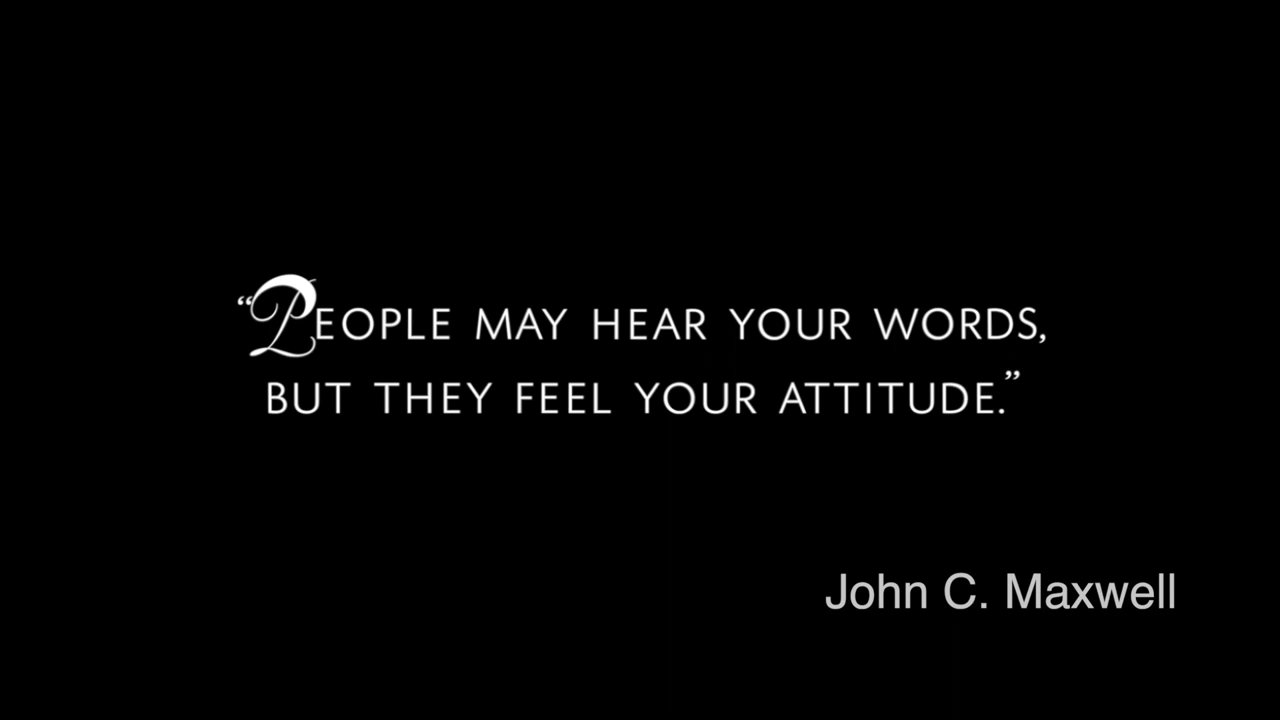 “PEOPLE MAY HEAR YOUR WORDS,
BUT THEY FEEL YOUR ATTITUDE.”
John C. Maxwell